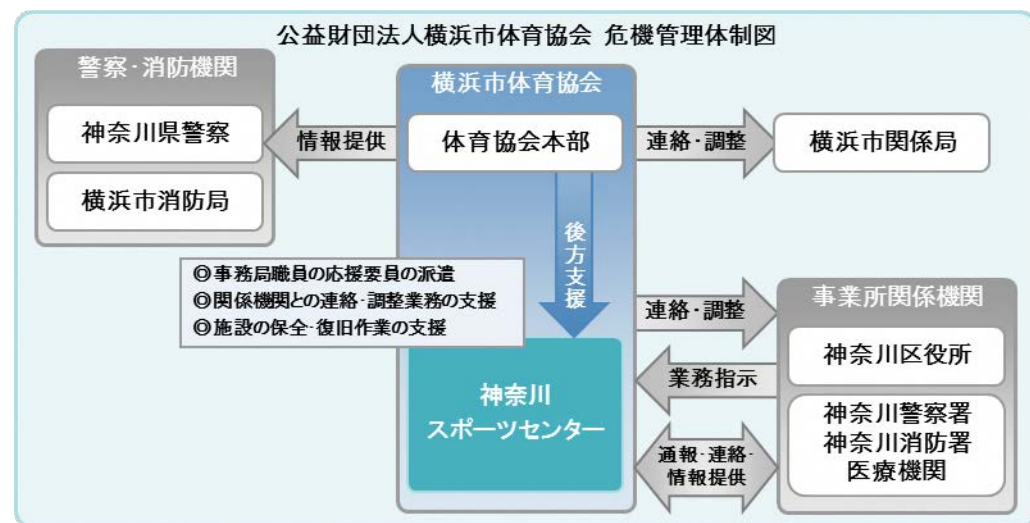 公益財団法人横浜市体育協会 危機管理体制図
警察・消防機関
神奈川県警察
横浜市消防局
情報提供
横浜市体育協会
体育協会本部
連絡・調整
横浜市関係局
後方支援
◎事務局職員の応援要員の派遣
◎関係機関との連絡・調整業務の支援
◎施設の保全・復旧作業の支援
神奈川
スポーツセンター
連絡・調整
業務指示
通報・連絡・
情報提供
事業所関係機関
神奈川区役所
神奈川警察署
神奈川消防署
医療機関